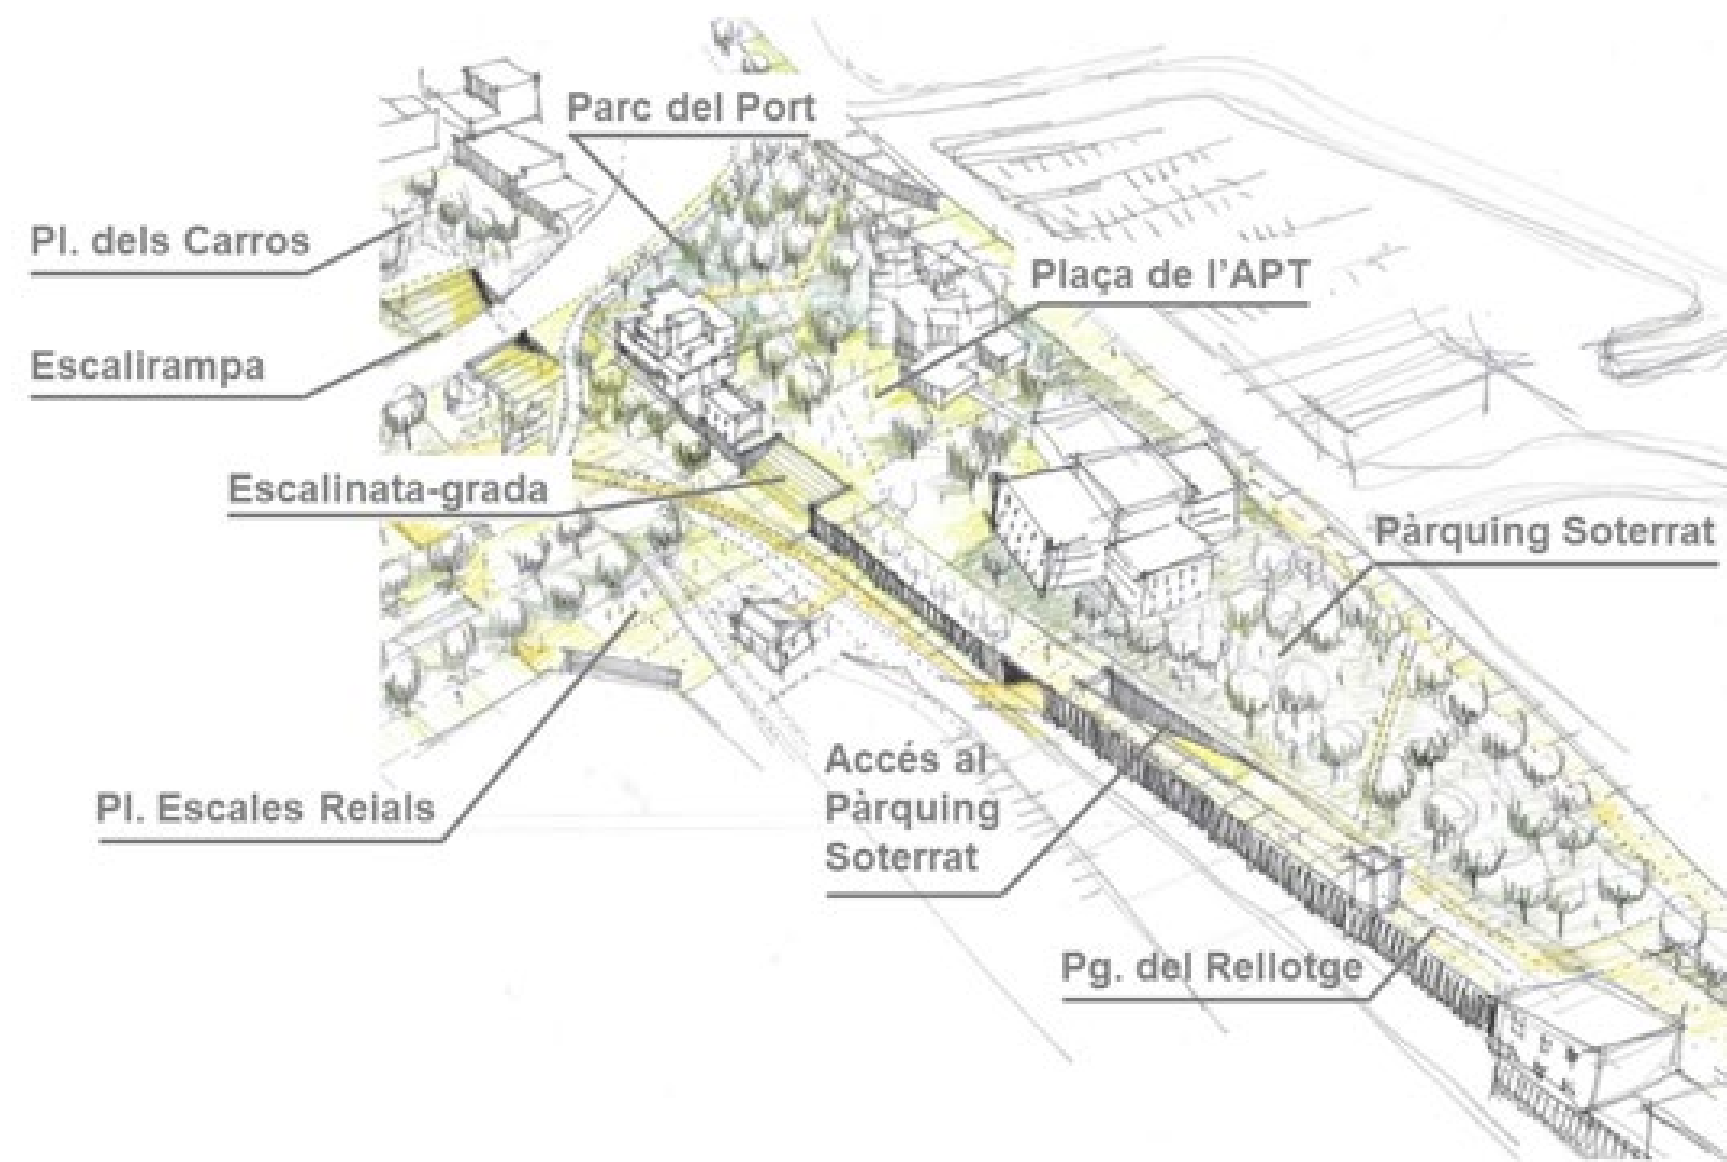 Parc del Port
Pl. dels Carros
Plaça de l'APT
Escalirampa
Escalinata-grada
Pàrquing Soterrat
Accés al
Pàrquing
Soterrat
Pl. Escales Reials
Pg. del Rellotge